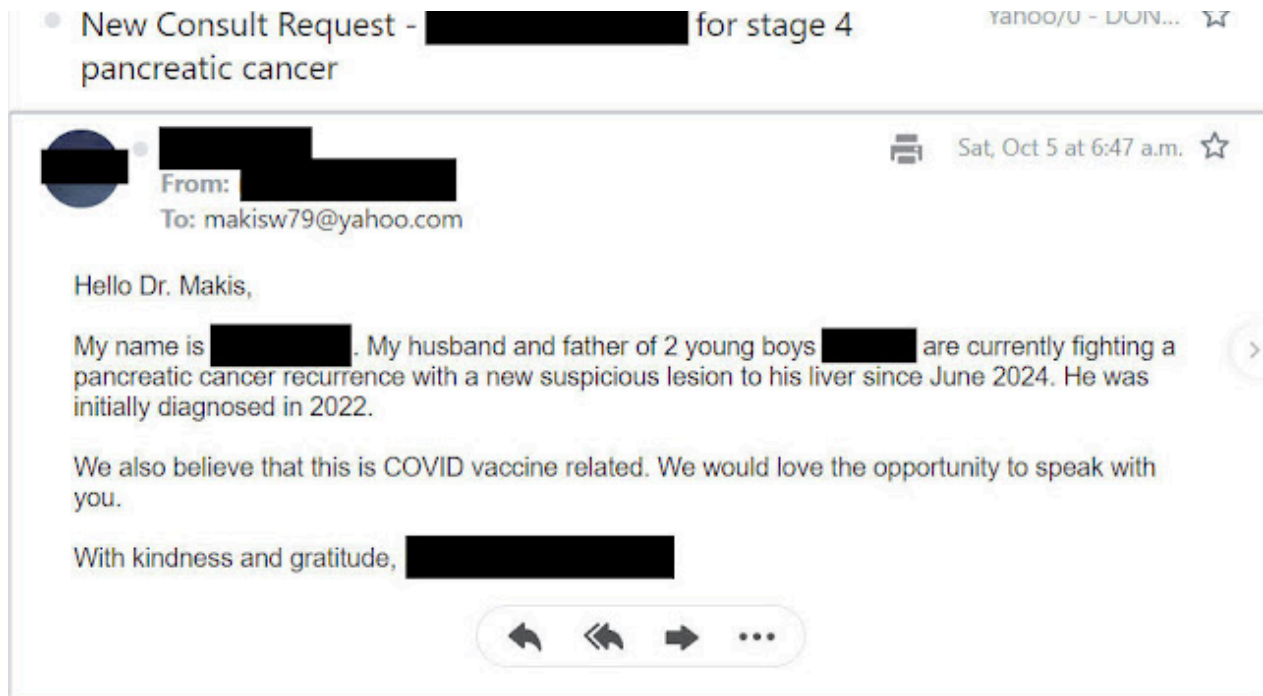 New Consult Request - for stage 4
Yahoo/0 - DON...
pancreatic cancer
Sat, Oct 5 at 6:47 a.m.
From:
To: makisw79@yahoo.com
Hello Dr. Makis,
My name is . My husband and father of 2 young boys are currently fighting a
pancreatic cancer recurrence with a new suspicious lesion to his liver since June 2024. He was
initially diagnosed in 2022.
We also believe that this is COVID vaccine related. We would love the opportunity to speak with
you.
With kindness and gratitude,